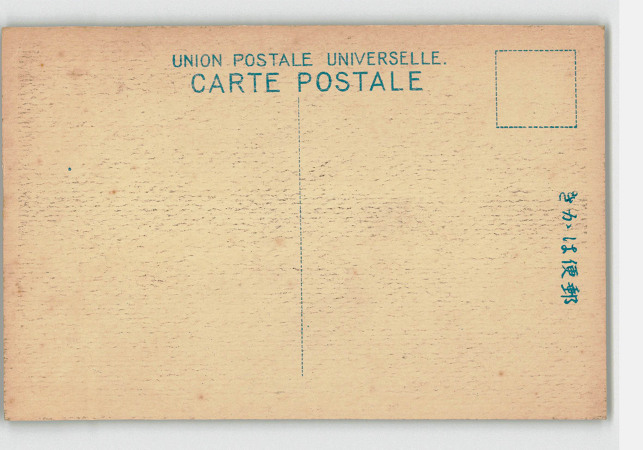 UNION POSTALE UNIVERSELLE.
CARTE POSTALE
郵便はかき